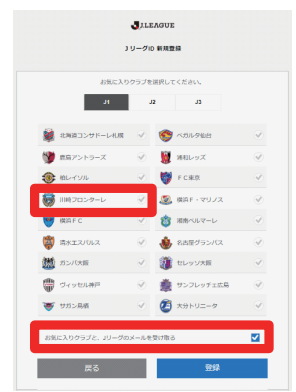 J.LEAGUE
JリーグID 新規登録
お気に入りクラブを選択してください。
J1 J2 J3
北海道コンサドーレ札幌 ベガルタ仙台
鹿島アントラーズ 浦和レッズ
柏レイソル FC東京
川崎フロンターレ 横浜F・マリノス
横浜FC 湘南ベルマーレ
清水エスパルス 名古屋グランパス
ガンバ大阪 セレッソ大阪
ヴィッセル神戸 サンフレッチェ広島
サガン鳥栖 大分トリニータ
お気に入りクラブと、Jリーグのメールを受け取る
戻る 登録